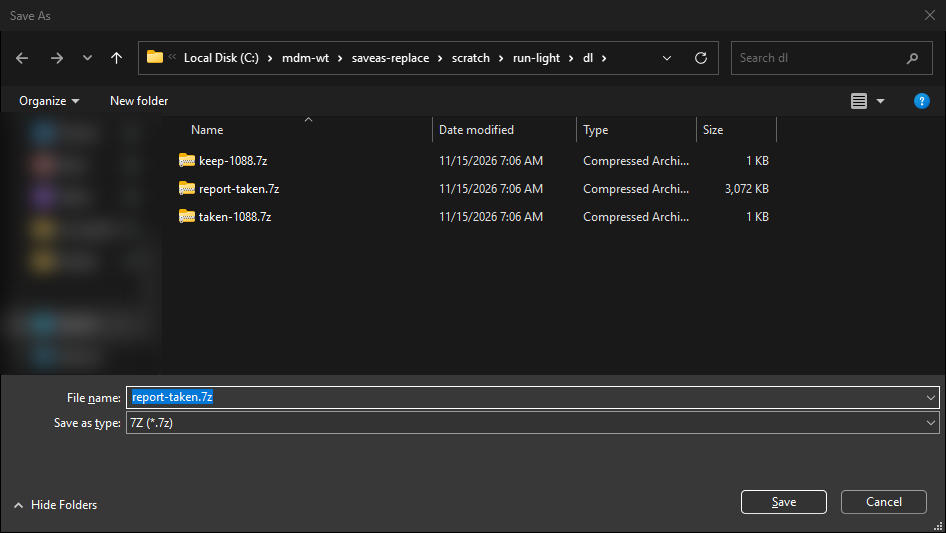 Save As
« Local Disk (C:) › mdm-wt › saveas-replace › scratch › run-light › dl ›
Search dl
Organize
New folder
?
Name Date modified Type Size
keep-1088.7z 11/15/2026 7:06 AM Compressed Archi... 1 KB
report-taken.7z 11/15/2026 7:06 AM Compressed Archi... 3,072 KB
taken-1088.7z 11/15/2026 7:06 AM Compressed Archi... 1 KB
File name: report-taken.7z
Save as type: 7Z (*.7z)
Hide Folders
Save
Cancel